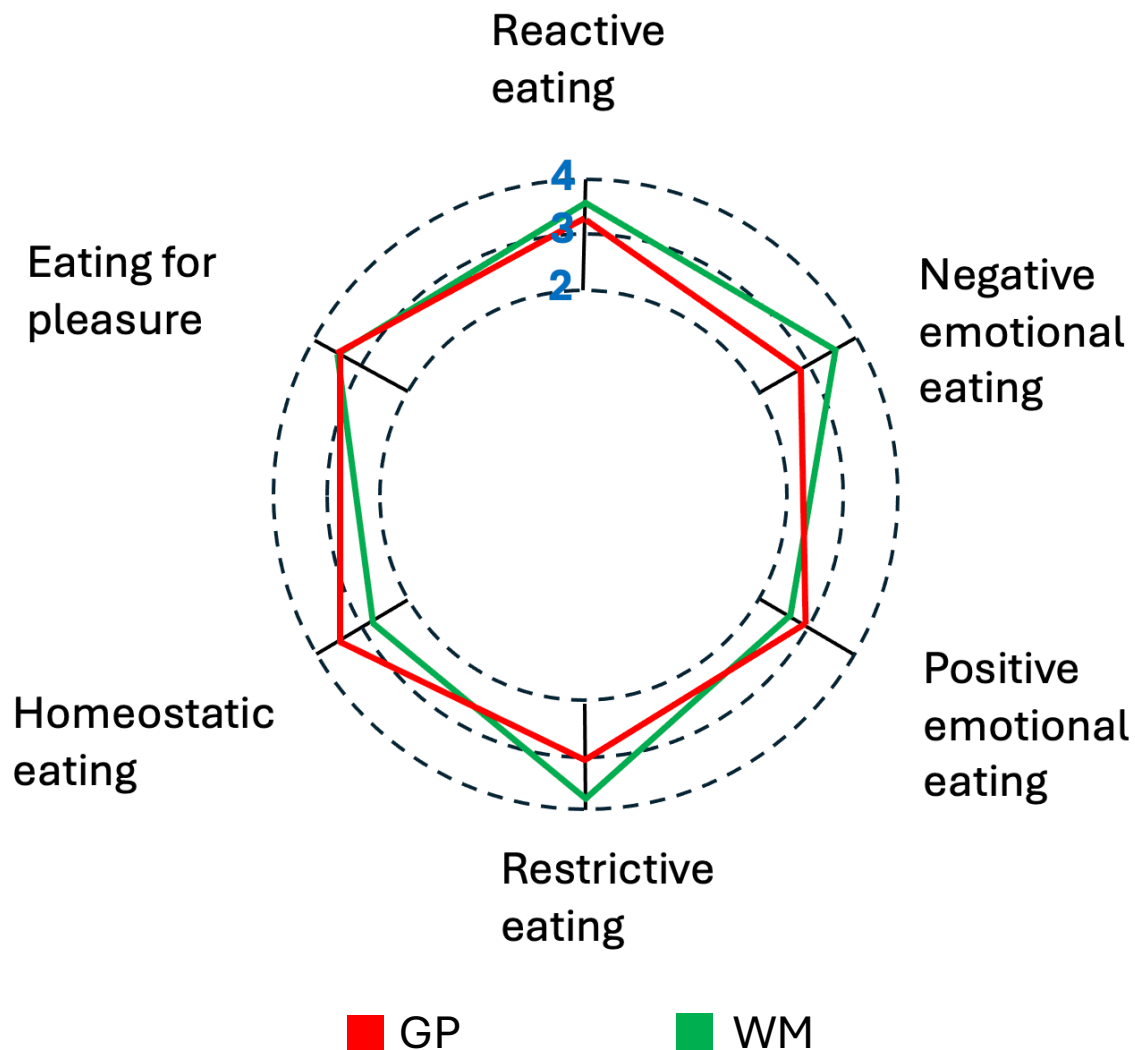 Reactive
eating
4
3
2
Eating for
pleasure
Negative
emotional
eating
Homeostatic
eating
Positive
emotional
eating
Restrictive
eating
GP
WM